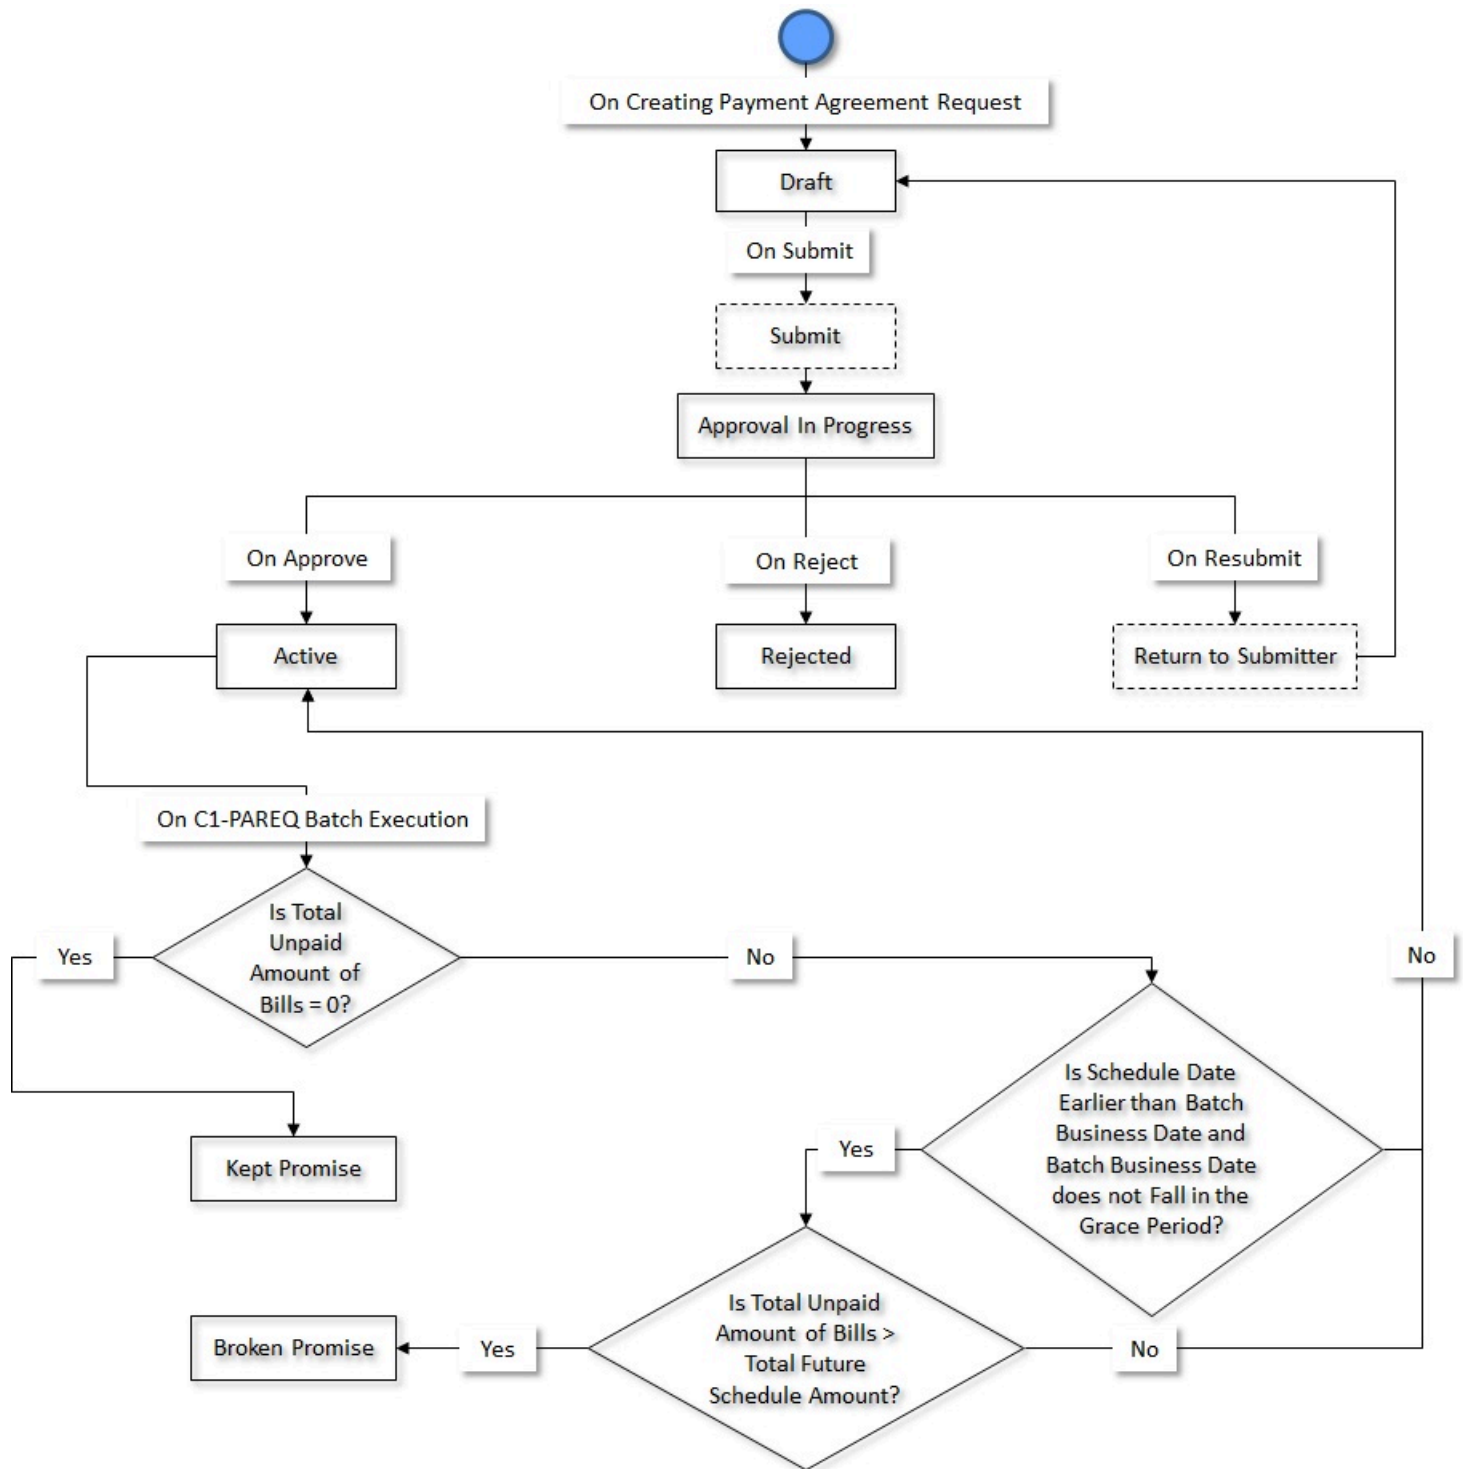 On Creating Payment Agreement Request
Draft
On Submit
Submit
Approval In Progress
On Approve
On Reject
On Resubmit
Active
Rejected
Return to Submitter
On C1-PAREQ Batch Execution
Is Total
Unpaid
Amount of
Bills = 0?
Yes
No
No
Is Schedule Date
Earlier than Batch
Business Date and
Batch Business Date
does not Fall in the
Grace Period?
Yes
Kept Promise
Is Total Unpaid
Amount of Bills >
Total Future
Schedule Amount?
Broken Promise
Yes
No